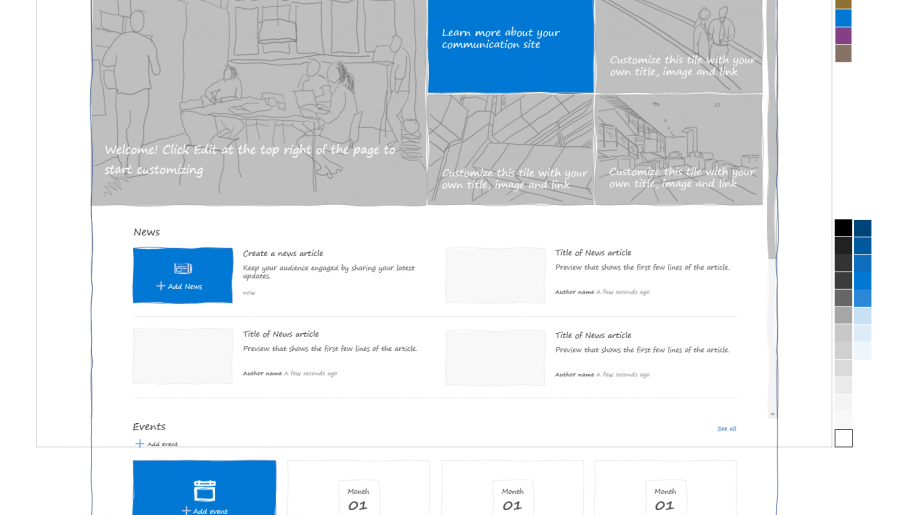 Learn more about your
communication site
Customize this tile with your
own title, image and link
Welcome! Click Edit at the top right of the page to
start customizing
Customize this tile with your
own title, image and link
Customize this tile with your
own title, image and link
News
Create a news article
Keep your audience engaged by sharing your latest
updates.
now
Add News
Title of News article
Preview that shows the first few lines of the article.
Author name A few seconds ago
Title of News article
Preview that shows the first few lines of the article.
Author name A few seconds ago
Title of News article
Preview that shows the first few lines of the article.
Author name A few seconds ago
Events
See all
Add event
Add event
Month
01
Month
01
Month
01